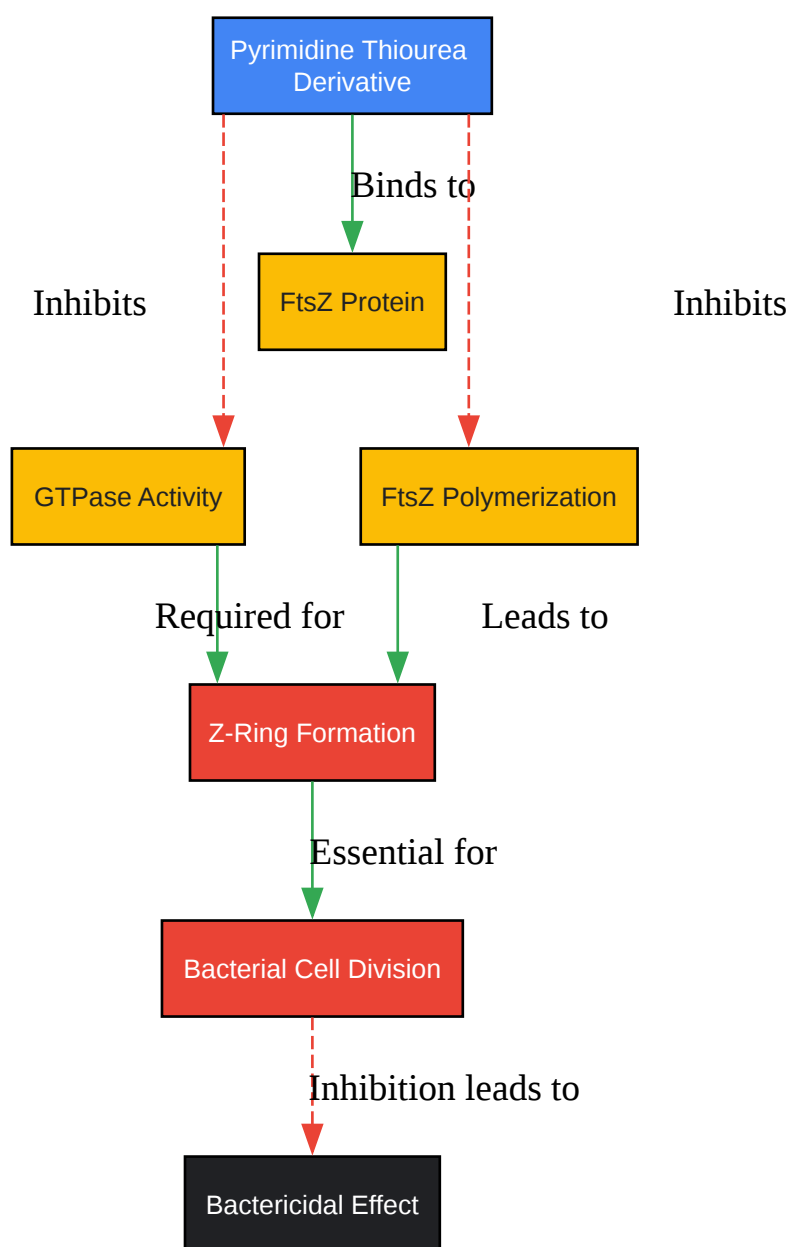 Pyrimidine Thiourea
Derivative
Binds to
FtsZ Protein
Inhibits
Inhibits
GTPase Activity
FtsZ Polymerization
Required for
Leads to
Z-Ring Formation
Essential for
Bacterial Cell Division
Inhibition leads to
Bactericidal Effect